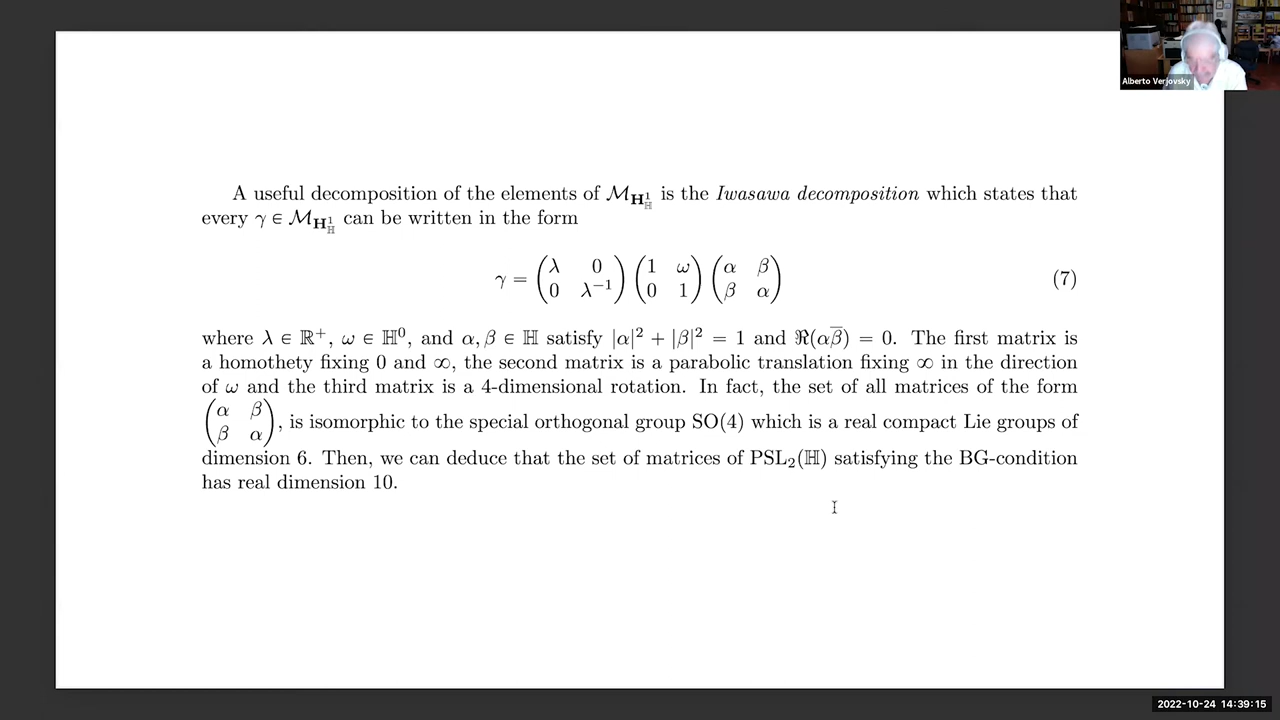 Alberto Verjovsky
A useful decomposition of the elements of $\mathcal{M}_{\mathbf{H}^1_{\mathbb{H}}}$ is the Iwasawa decomposition which states that
every $\gamma \in \mathcal{M}_{\mathbf{H}^1_{\mathbb{H}}}$ can be written in the form
$\gamma = \begin{pmatrix} \lambda & 0 \\ 0 & \lambda^{-1} \end{pmatrix} \begin{pmatrix} 1 & \omega \\ 0 & 1 \end{pmatrix} \begin{pmatrix} \alpha & \beta \\ \beta & \alpha \end{pmatrix}$ (7)
where $\lambda \in \mathbb{R}^+$, $\omega \in \mathbb{H}^0$, and $\alpha, \beta \in \mathbb{H}$ satisfy $|\alpha|^2 + |\beta|^2 = 1$ and $\Re(\alpha\overline{\beta}) = 0$. The first matrix is
a homothety fixing 0 and $\infty$, the second matrix is a parabolic translation fixing $\infty$ in the direction
of $\omega$ and the third matrix is a 4-dimensional rotation. In fact, the set of all matrices of the form
$\begin{pmatrix} \alpha & \beta \\ \beta & \alpha \end{pmatrix}$, is isomorphic to the special orthogonal group SO(4) which is a real compact Lie groups of
dimension 6. Then, we can deduce that the set of matrices of $\mathrm{PSL}_2(\mathbb{H})$ satisfying the BG-condition
has real dimension 10.
2022-10-24 14:39:15